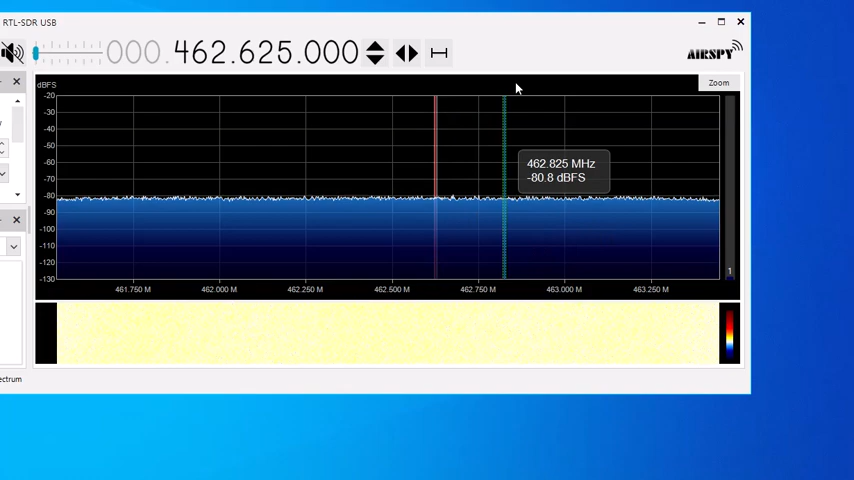 RTL-SDR USB
000.462.625.000
AIRSPY
Zoom
dBFS
-20
-30
-40
-50
-60
-70
-80
-90
-100
-110
-120
-130
462.825 MHz
-80.8 dBFS
1
461.750 M
462.000 M
462.250 M
462.500 M
462.750 M
463.000 M
463.250 M
ectrum